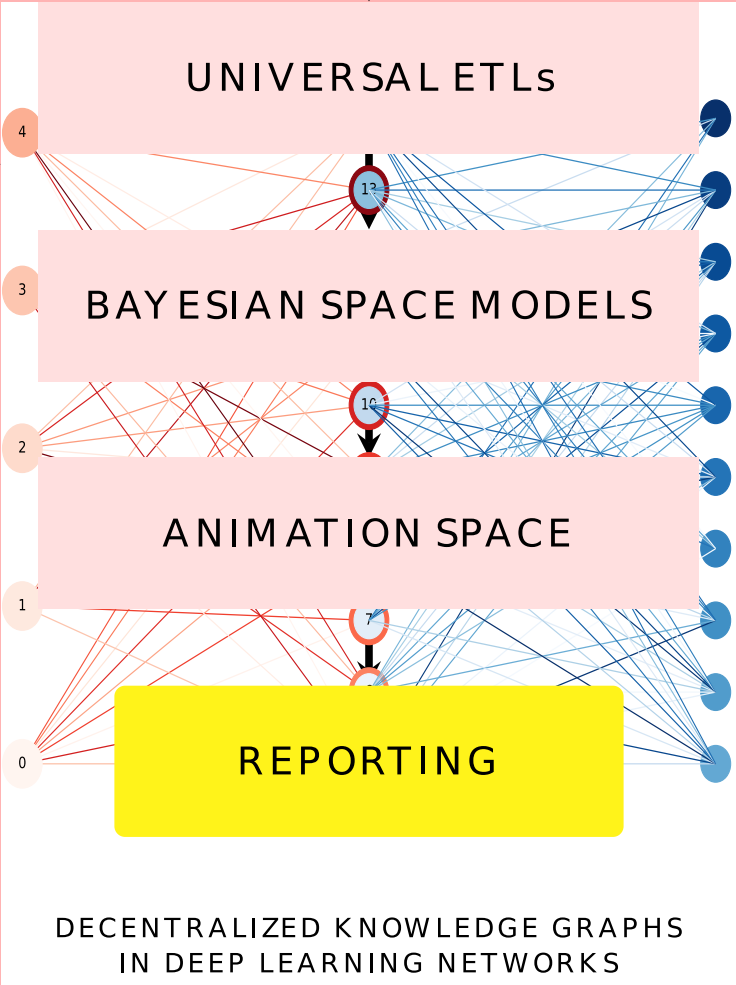 UNIVERSAL ETLs
4
13
BAYESIAN SPACE MODELS
3
10
2
ANIMATION SPACE
1
7
REPORTING
0
DECENTRALIZED KNOWLEDGE GRAPHS
IN DEEP LEARNING NETWORKS